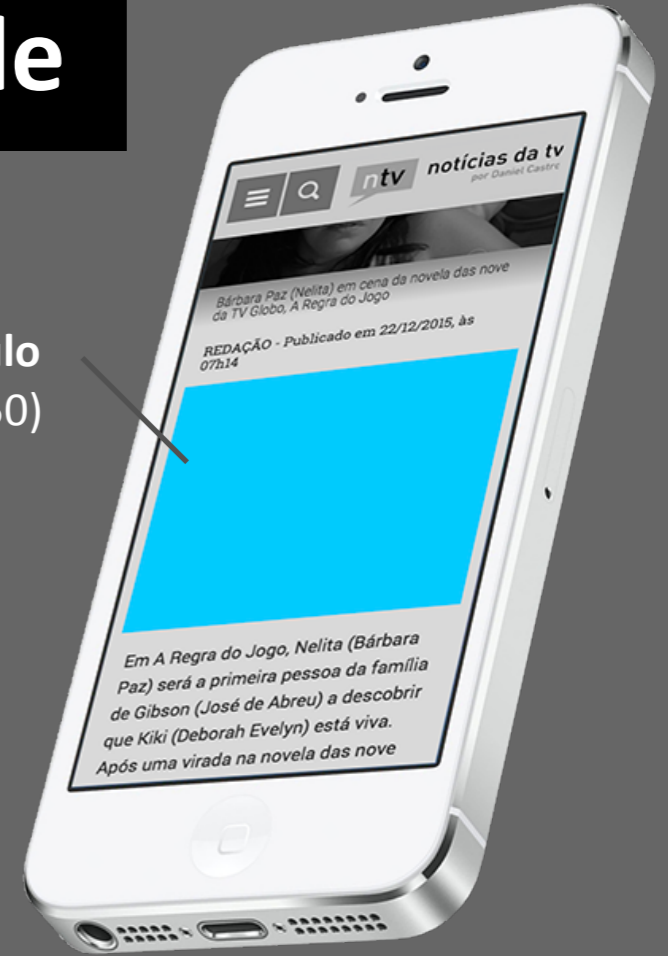 le
ntv
notícias da tv
por Daniel Castro
Bárbara Paz (Nelita) em cena da novela das nove
da TV Globo, A Regra do Jogo
REDAÇÃO - Publicado em 22/12/2015, às
07h14
lo
0)
Em A Regra do Jogo, Nelita (Bárbara
Paz) será a primeira pessoa da família
de Gibson (José de Abreu) a descobrir
que Kiki (Deborah Evelyn) está viva.
Após uma virada na novela das nove